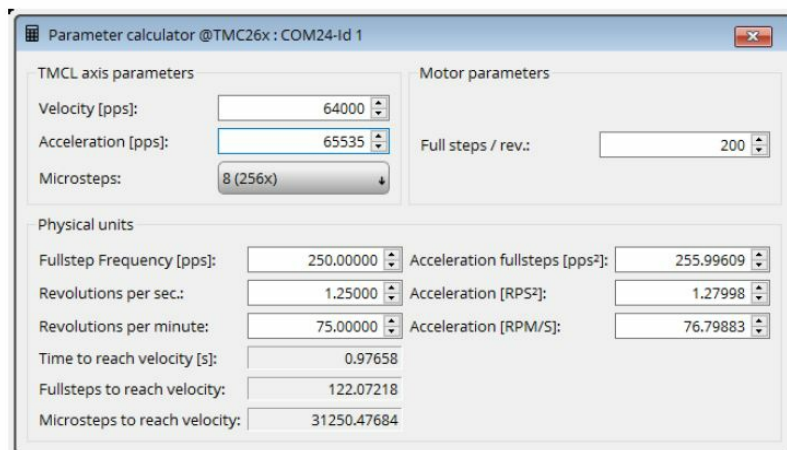 Parameter calculator @TMC26x : COM24-Id 1
TMCL axis parameters
Velocity [pps]: 64000
Acceleration [pps]: 65535
Microsteps: 8 (256x)
Motor parameters
Full steps / rev.: 200
Physical units
Fullstep Frequency [pps]: 250.00000 Acceleration fullsteps [pps²]: 255.99609
Revolutions per sec.: 1.25000 Acceleration [RPS²]: 1.27998
Revolutions per minute: 75.00000 Acceleration [RPM/S]: 76.79883
Time to reach velocity [s]: 0.97658
Fullsteps to reach velocity: 122.07218
Microsteps to reach velocity: 31250.47684